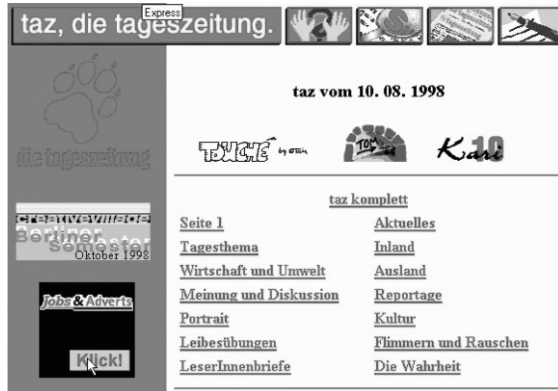 taz, die tageszeitung.
Express
taz vom 10. 08. 1998
die tageszeitung
TOUCHÉ
TOM
Kari 10
creativevillage
Berliner
Semester
Oktober 1998
Jobs & Adverts
Klick!
taz komplett
Seite 1 Aktuelles
Tagesthema Inland
Wirtschaft und Umwelt Ausland
Meinung und Diskussion Reportage
Portrait Kultur
Leibesübungen Flimmern und Rauschen
LeserInnenbriefe Die Wahrheit